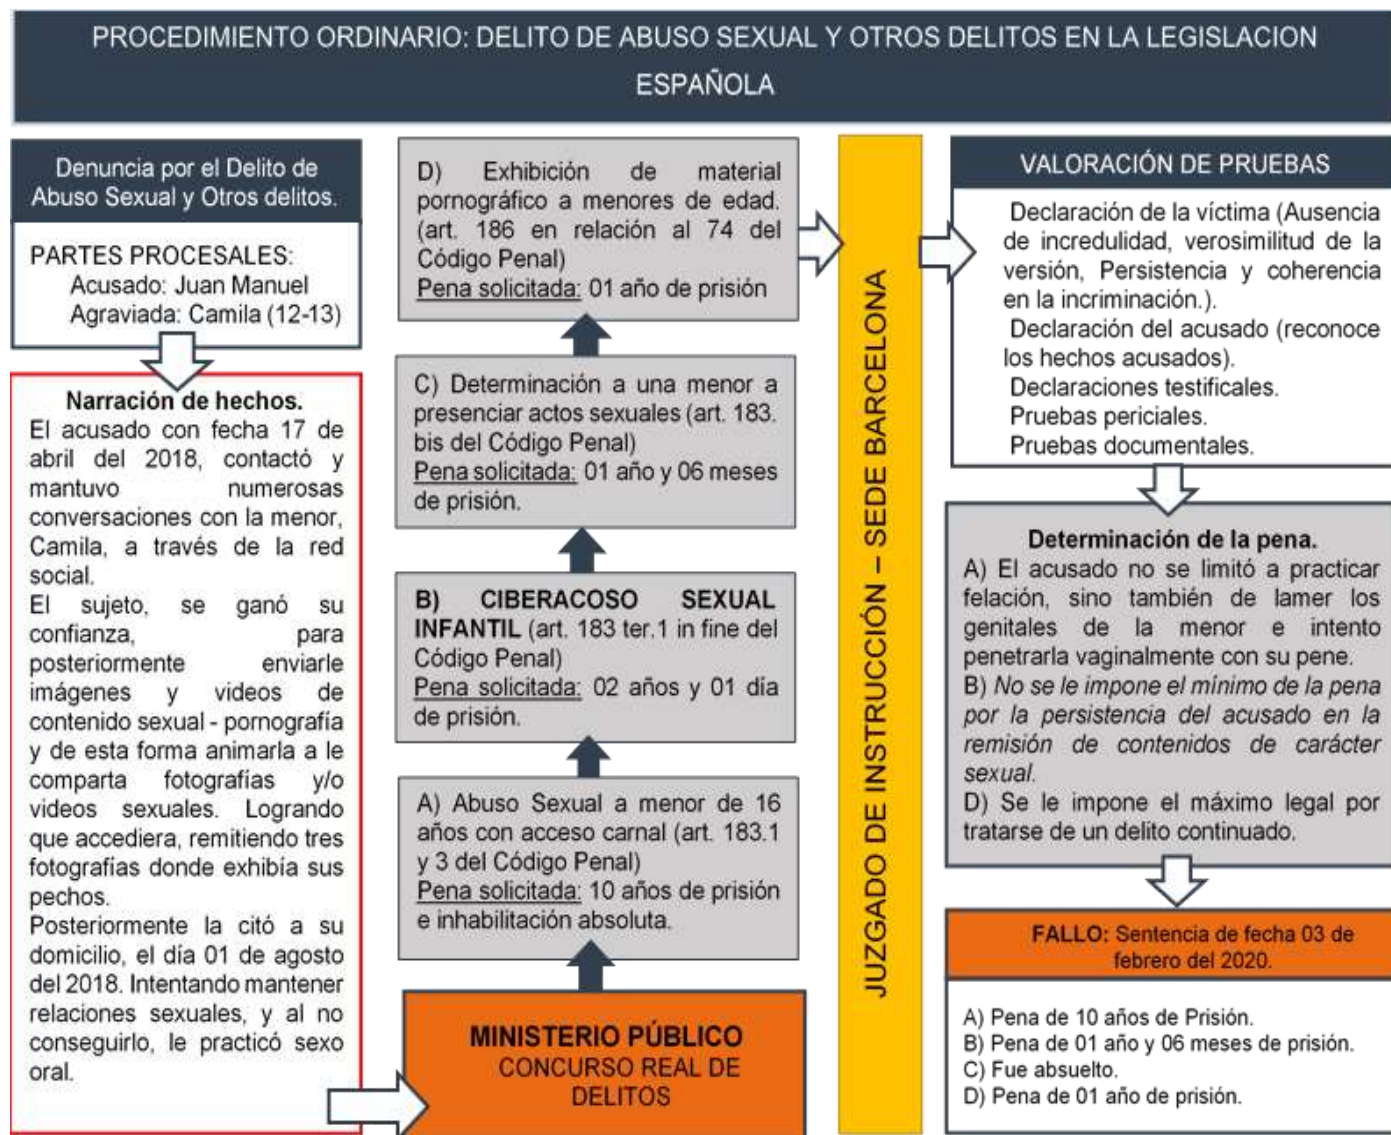 PROCEDIMIENTO ORDINARIO: DELITO DE ABUSO SEXUAL Y OTROS DELITOS EN LA LEGISLACION
ESPAÑOLA
Denuncia por el Delito de
Abuso Sexual y Otros delitos.
PARTES PROCESALES:
Acusado: Juan Manuel
Agraviada: Camila (12-13)
Narración de hechos.
El acusado con fecha 17 de
abril del 2018, contactó y
mantuvo numerosas
conversaciones con la menor,
Camila, a través de la red
social.
El sujeto, se ganó su
confianza, para
posteriormente enviarle
imágenes y videos de
contenido sexual - pornografía
y de esta forma animarla a le
comparta fotografías y/o
videos sexuales. Logrando
que accediera, remitiendo tres
fotografías donde exhibía sus
pechos.
Posteriormente la citó a su
domicilio, el día 01 de agosto
del 2018. Intentando mantener
relaciones sexuales, y al no
conseguirlo, le practicó sexo
oral.
MINISTERIO PÚBLICO
CONCURSO REAL DE
DELITOS
A) Abuso Sexual a menor de 16
años con acceso carnal (art. 183.1
y 3 del Código Penal)
Pena solicitada: 10 años de prisión
e inhabilitación absoluta.
B) CIBERACOSO SEXUAL
INFANTIL (art. 183 ter.1 in fine del
Código Penal)
Pena solicitada: 02 años y 01 día
de prisión.
C) Determinación a una menor a
presenciar actos sexuales (art. 183.
bis del Código Penal)
Pena solicitada: 01 año y 06 meses
de prisión.
D) Exhibición de material
pornográfico a menores de edad.
(art. 186 en relación al 74 del
Código Penal)
Pena solicitada: 01 año de prisión
JUZGADO DE INSTRUCCIÓN – SEDE BARCELONA
VALORACIÓN DE PRUEBAS
Declaración de la víctima (Ausencia
de incredulidad, verosimilitud de la
versión, Persistencia y coherencia
en la incriminación.).
Declaración del acusado (reconoce
los hechos acusados).
Declaraciones testificales.
Pruebas periciales.
Pruebas documentales.
Determinación de la pena.
A) El acusado no se limitó a practicar
felación, sino también de lamer los
genitales de la menor e intento
penetrarla vaginalmente con su pene.
B) No se le impone el mínimo de la pena
por la persistencia del acusado en la
remisión de contenidos de carácter
sexual.
D) Se le impone el máximo legal por
tratarse de un delito continuado.
FALLO: Sentencia de fecha 03 de
febrero del 2020.
A) Pena de 10 años de Prisión.
B) Pena de 01 año y 06 meses de prisión.
C) Fue absuelto.
D) Pena de 01 año de prisión.